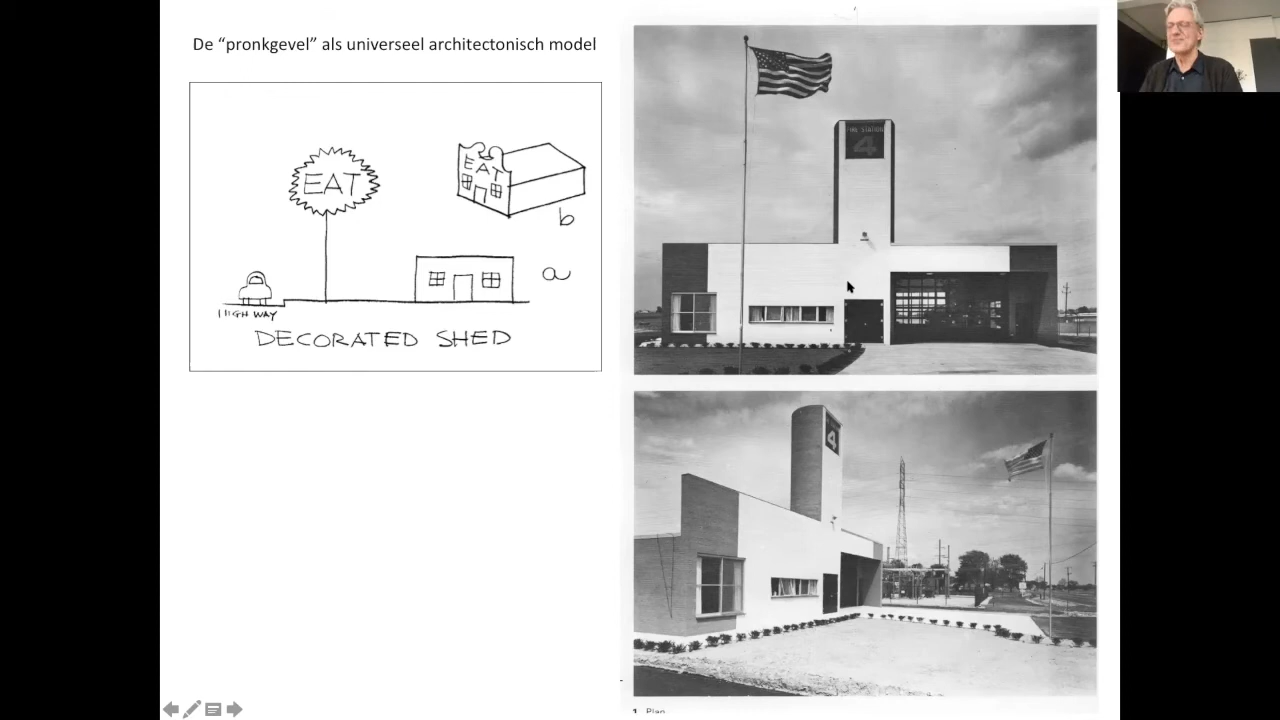 De “pronkgevel” als universeel architectonisch model
EAT
EAT
b
a
HIGHWAY
DECORATED SHED
FIRE STATION
4
4
1 Plan